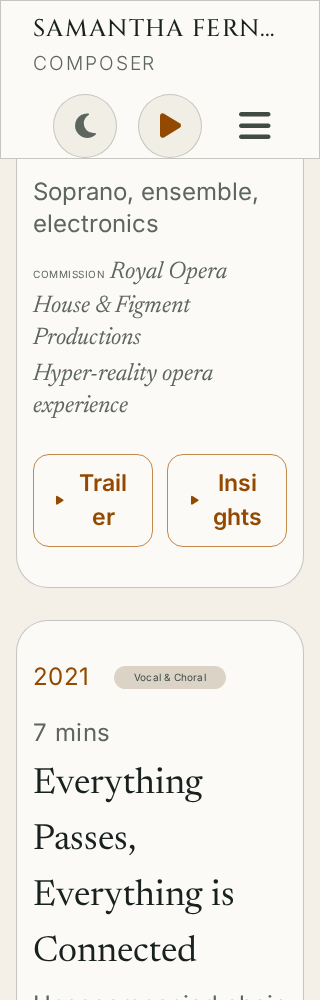 SAMANTHA FERN…
COMPOSER
Soprano, ensemble,
electronics
COMMISSION Royal Opera
House & Figment
Productions
Hyper-reality opera
experience
Trail
er
Insi
ghts
2021
Vocal & Choral
7 mins
Everything
Passes,
Everything is
Connected